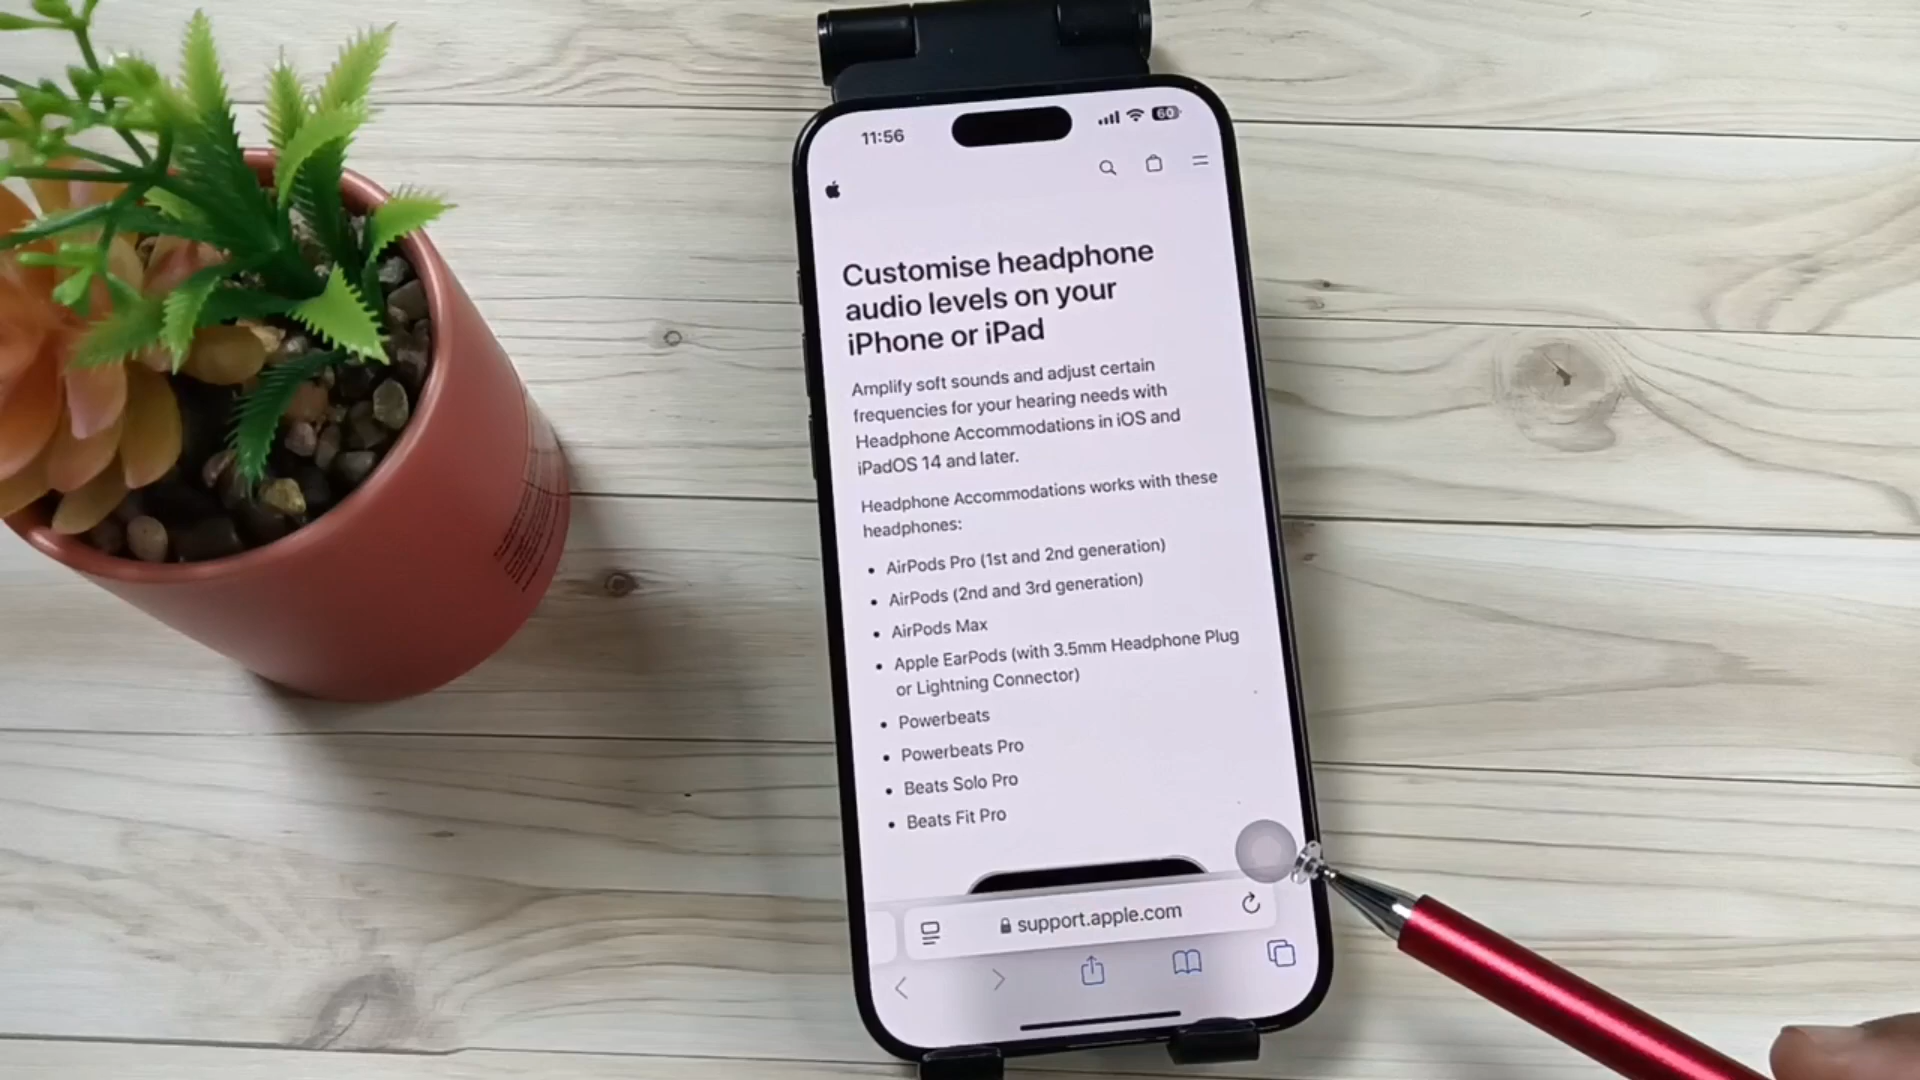 11:56
60
Customise headphone
audio levels on your
iPhone or iPad
Amplify soft sounds and adjust certain
frequencies for your hearing needs with
Headphone Accommodations in iOS and
iPadOS 14 and later.
Headphone Accommodations works with these
headphones:
• AirPods Pro (1st and 2nd generation)
• AirPods (2nd and 3rd generation)
• AirPods Max
• Apple EarPods (with 3.5mm Headphone Plug
or Lightning Connector)
• Powerbeats
• Powerbeats Pro
• Beats Solo Pro
• Beats Fit Pro
support.apple.com